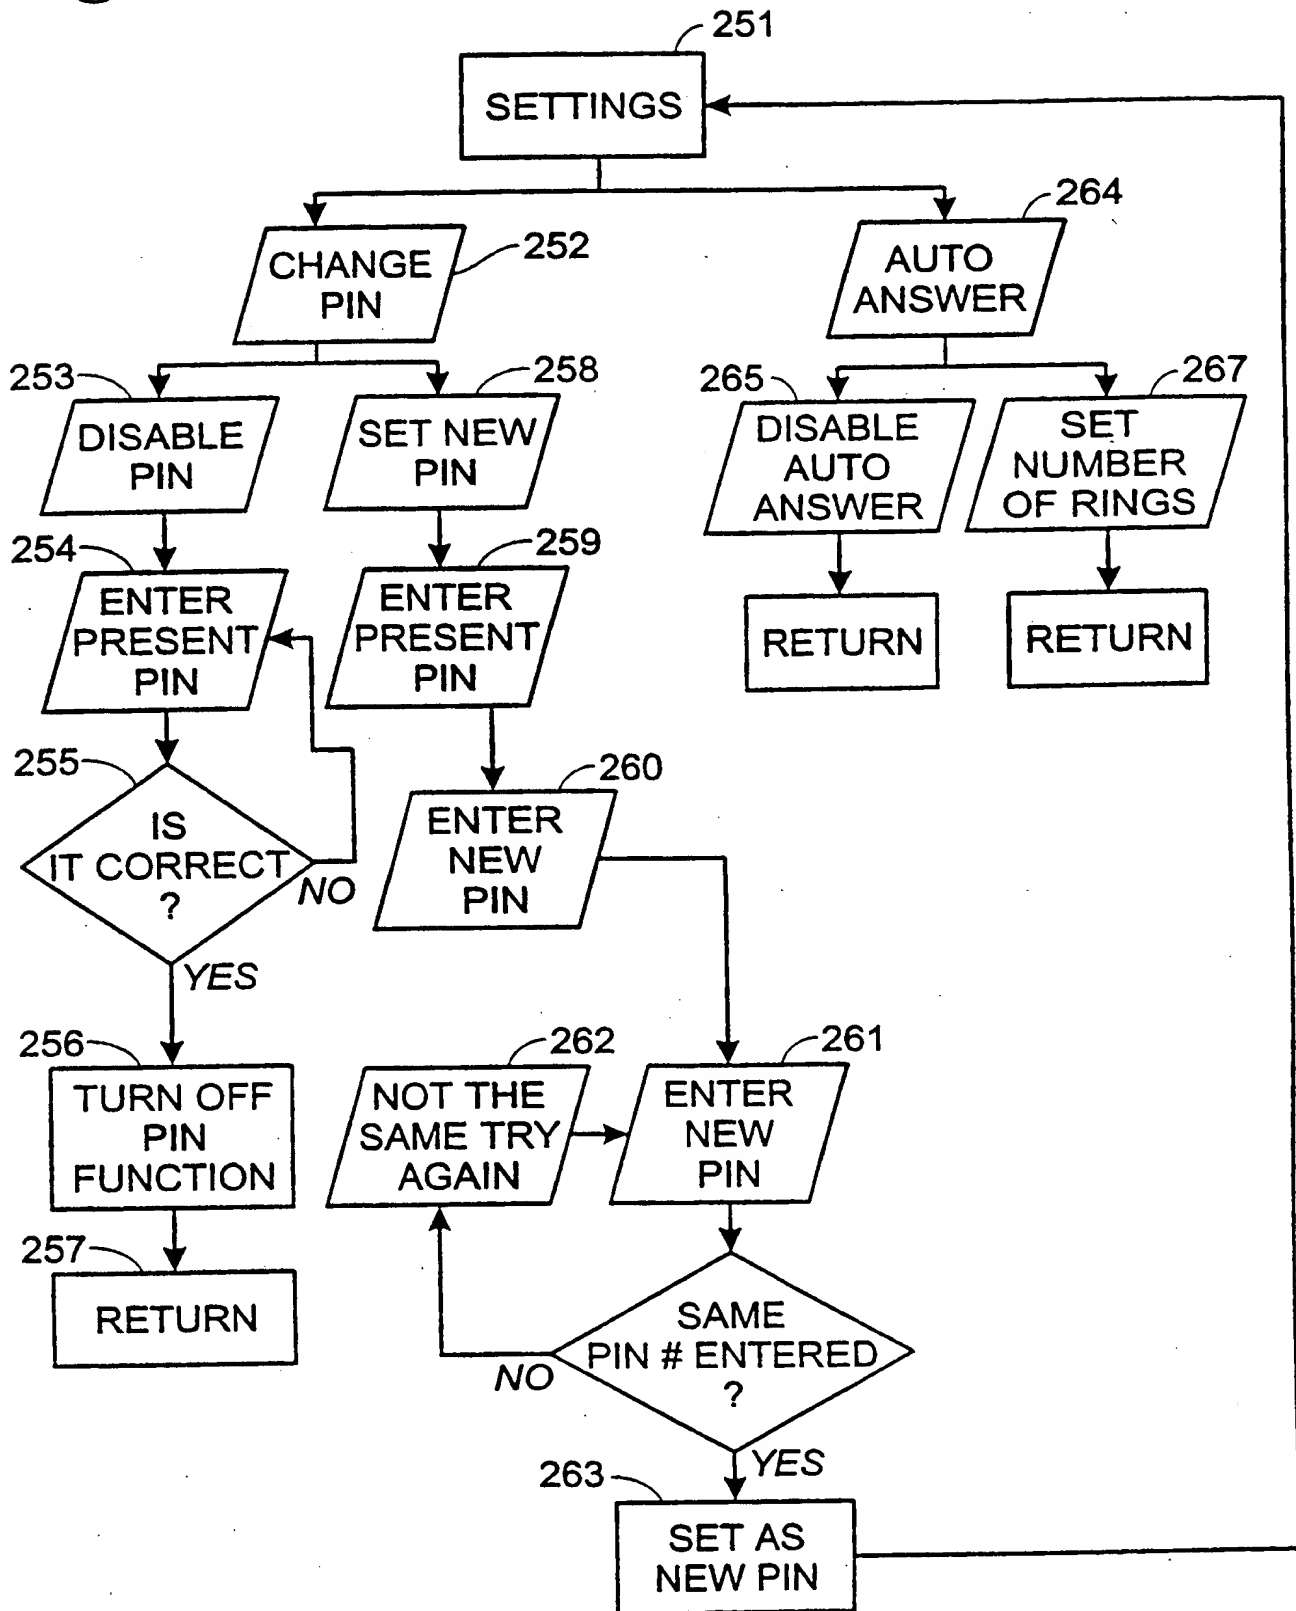 251
SETTINGS
264
CHANGE
PIN
252
AUTO
ANSWER
253
258
265
267
DISABLE
PIN
SET NEW
PIN
DISABLE
AUTO
ANSWER
SET
NUMBER
OF RINGS
254
259
ENTER
PRESENT
PIN
ENTER
PRESENT
PIN
RETURN
RETURN
255
260
IS
IT CORRECT
?
NO
ENTER
NEW
PIN
YES
256
262
261
TURN OFF
PIN
FUNCTION
NOT THE
SAME TRY
AGAIN
ENTER
NEW
PIN
257
RETURN
SAME
PIN # ENTERED
?
NO
YES
263
SET AS
NEW PIN